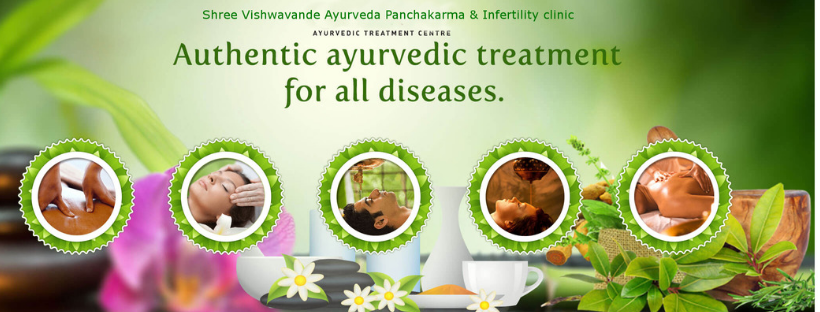 Shree Vishwavande Ayurveda Panchakarma & Infertility clinic
AYURVEDIC TREATMENT CENTRE
Authentic ayurvedic treatment
for all diseases.